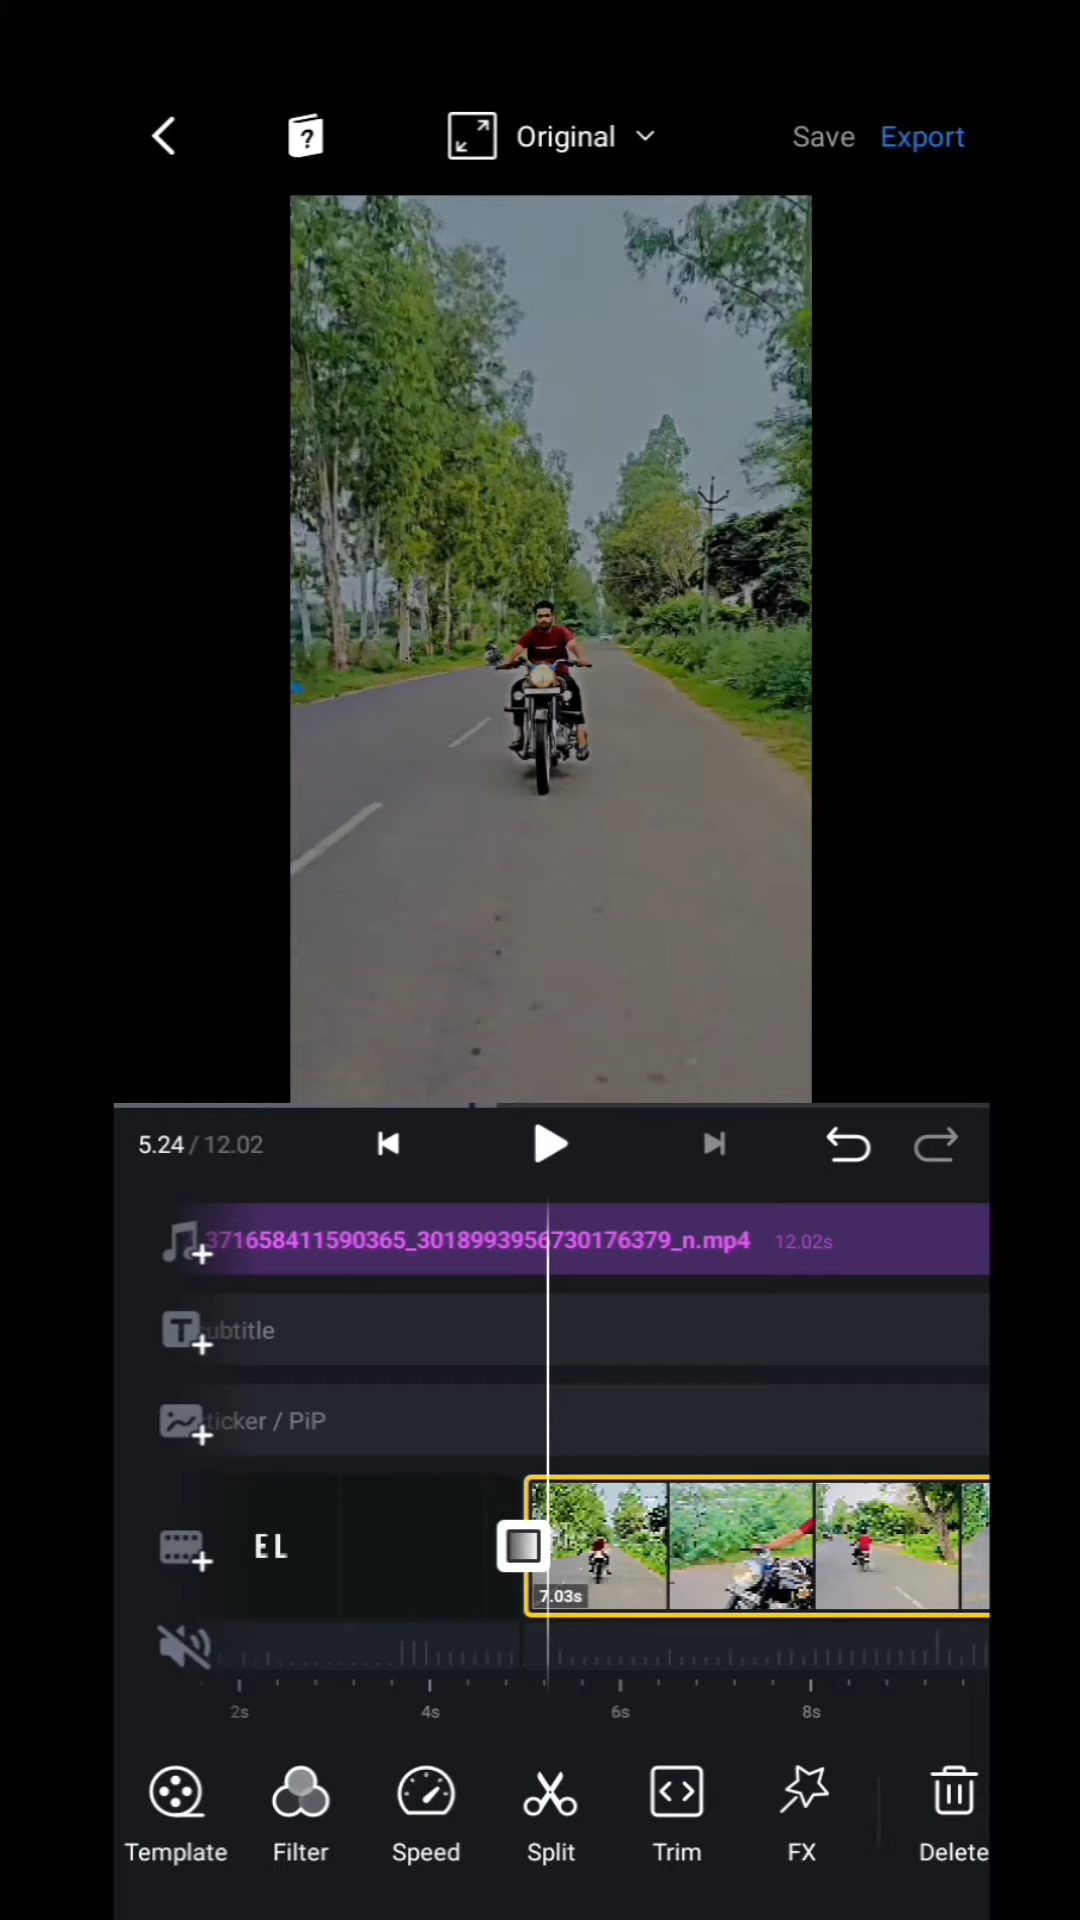 ?
Original
Save Export
5.24 / 12.02
371658411590365_3018993956730176379_n.mp4 12.02s
T ubtitle
ticker / PiP
EL
7.03s
2s 4s 6s 8s
Template Filter Speed Split Trim FX Delete